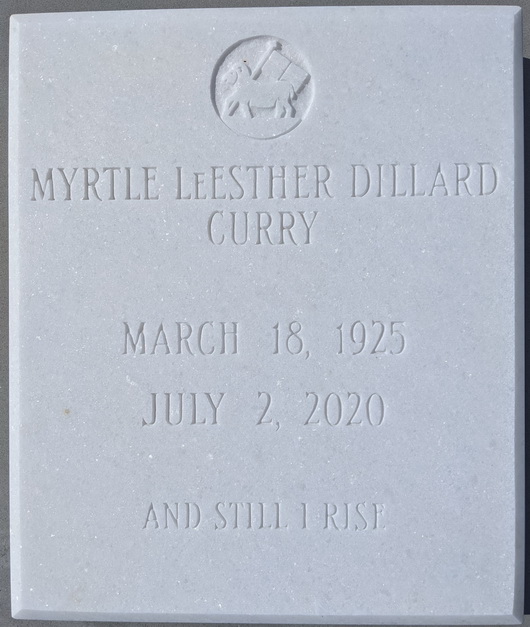 MYRTLE LeESTHER DILLARD
CURRY
MARCH 18, 1925
JULY 2, 2020
AND STILL I RISE